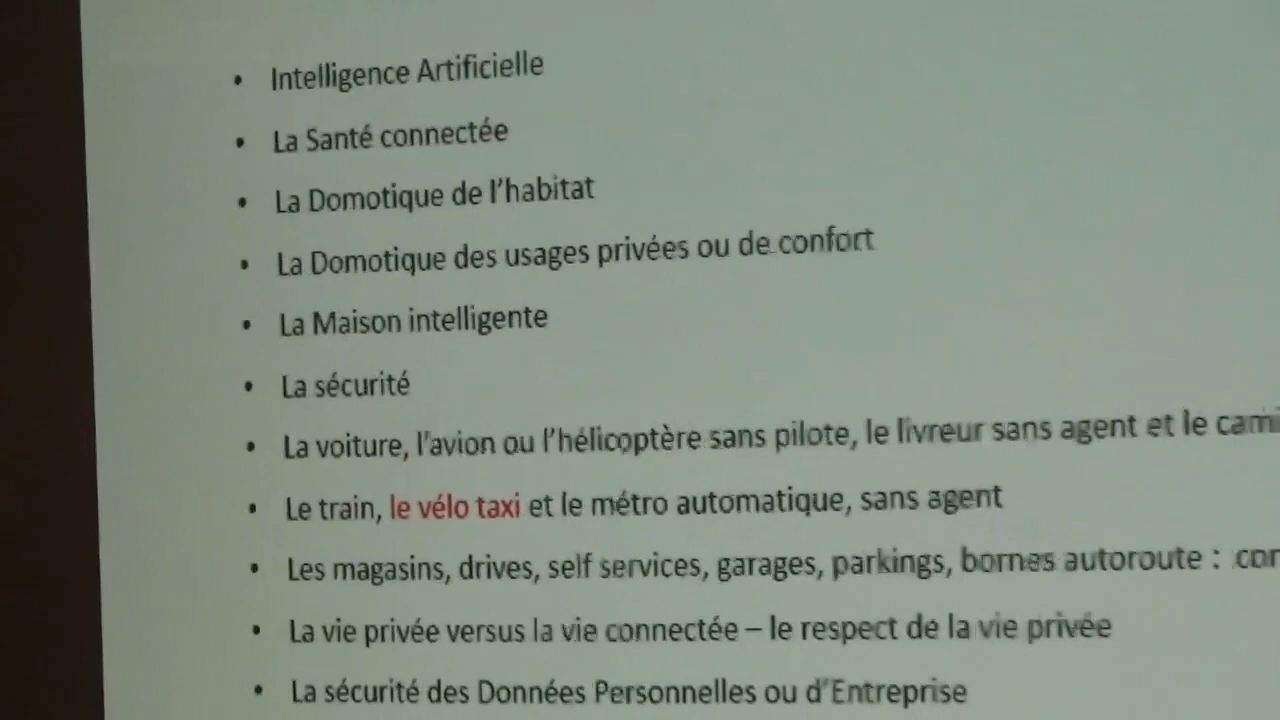 • Intelligence Artificielle
• La Santé connectée
• La Domotique de l'habitat
• La Domotique des usages privées ou de confort
• La Maison intelligente
• La sécurité
• La voiture, l'avion ou l'hélicoptère sans pilote, le livreur sans agent et le
• Le train, le vélo taxi et le métro automatique, sans agent
• Les magasins, drives, self services, garages, parkings, bornes autoroute :
• La vie privée versus la vie connectée – le respect de la vie privée
• La sécurité des Données Personnelles ou d'Entreprise